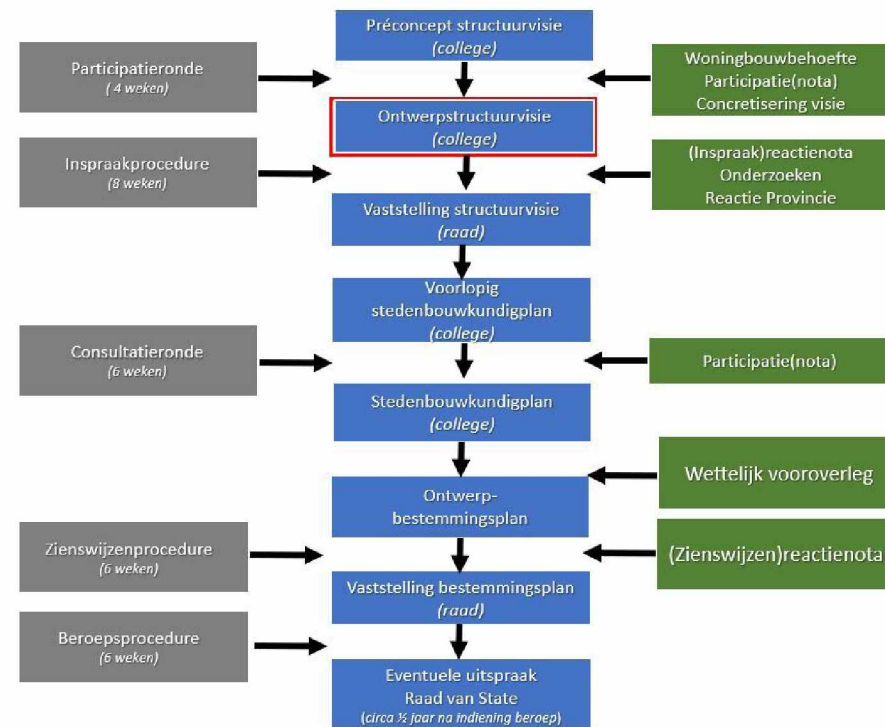 Préconcept structuurvisie
(college)
Participatieronde
( 4 weken)
Woningbouwbehoefte
Participatie(nota)
Concretisering visie
Ontwerpstructuurvisie
(college)
Inspraakprocedure
(8 weken)
(Inspraak)reactienota
Onderzoeken
Reactie Provincie
Vaststelling structuurvisie
(raad)
Voorlopig
stedenbouwkundigplan
(college)
Consultatieronde
(6 weken)
Participatie(nota)
Stedenbouwkundigplan
(college)
Wettelijk vooroverleg
Ontwerp-
bestemmingsplan
Zienswijzenprocedure
(6 weken)
(Zienswijzen)reactienota
Vaststelling bestemmingsplan
(raad)
Beroepsprocedure
(6 weken)
Eventuele uitspraak
Raad van State
(circa ½ jaar na indiening beroep)